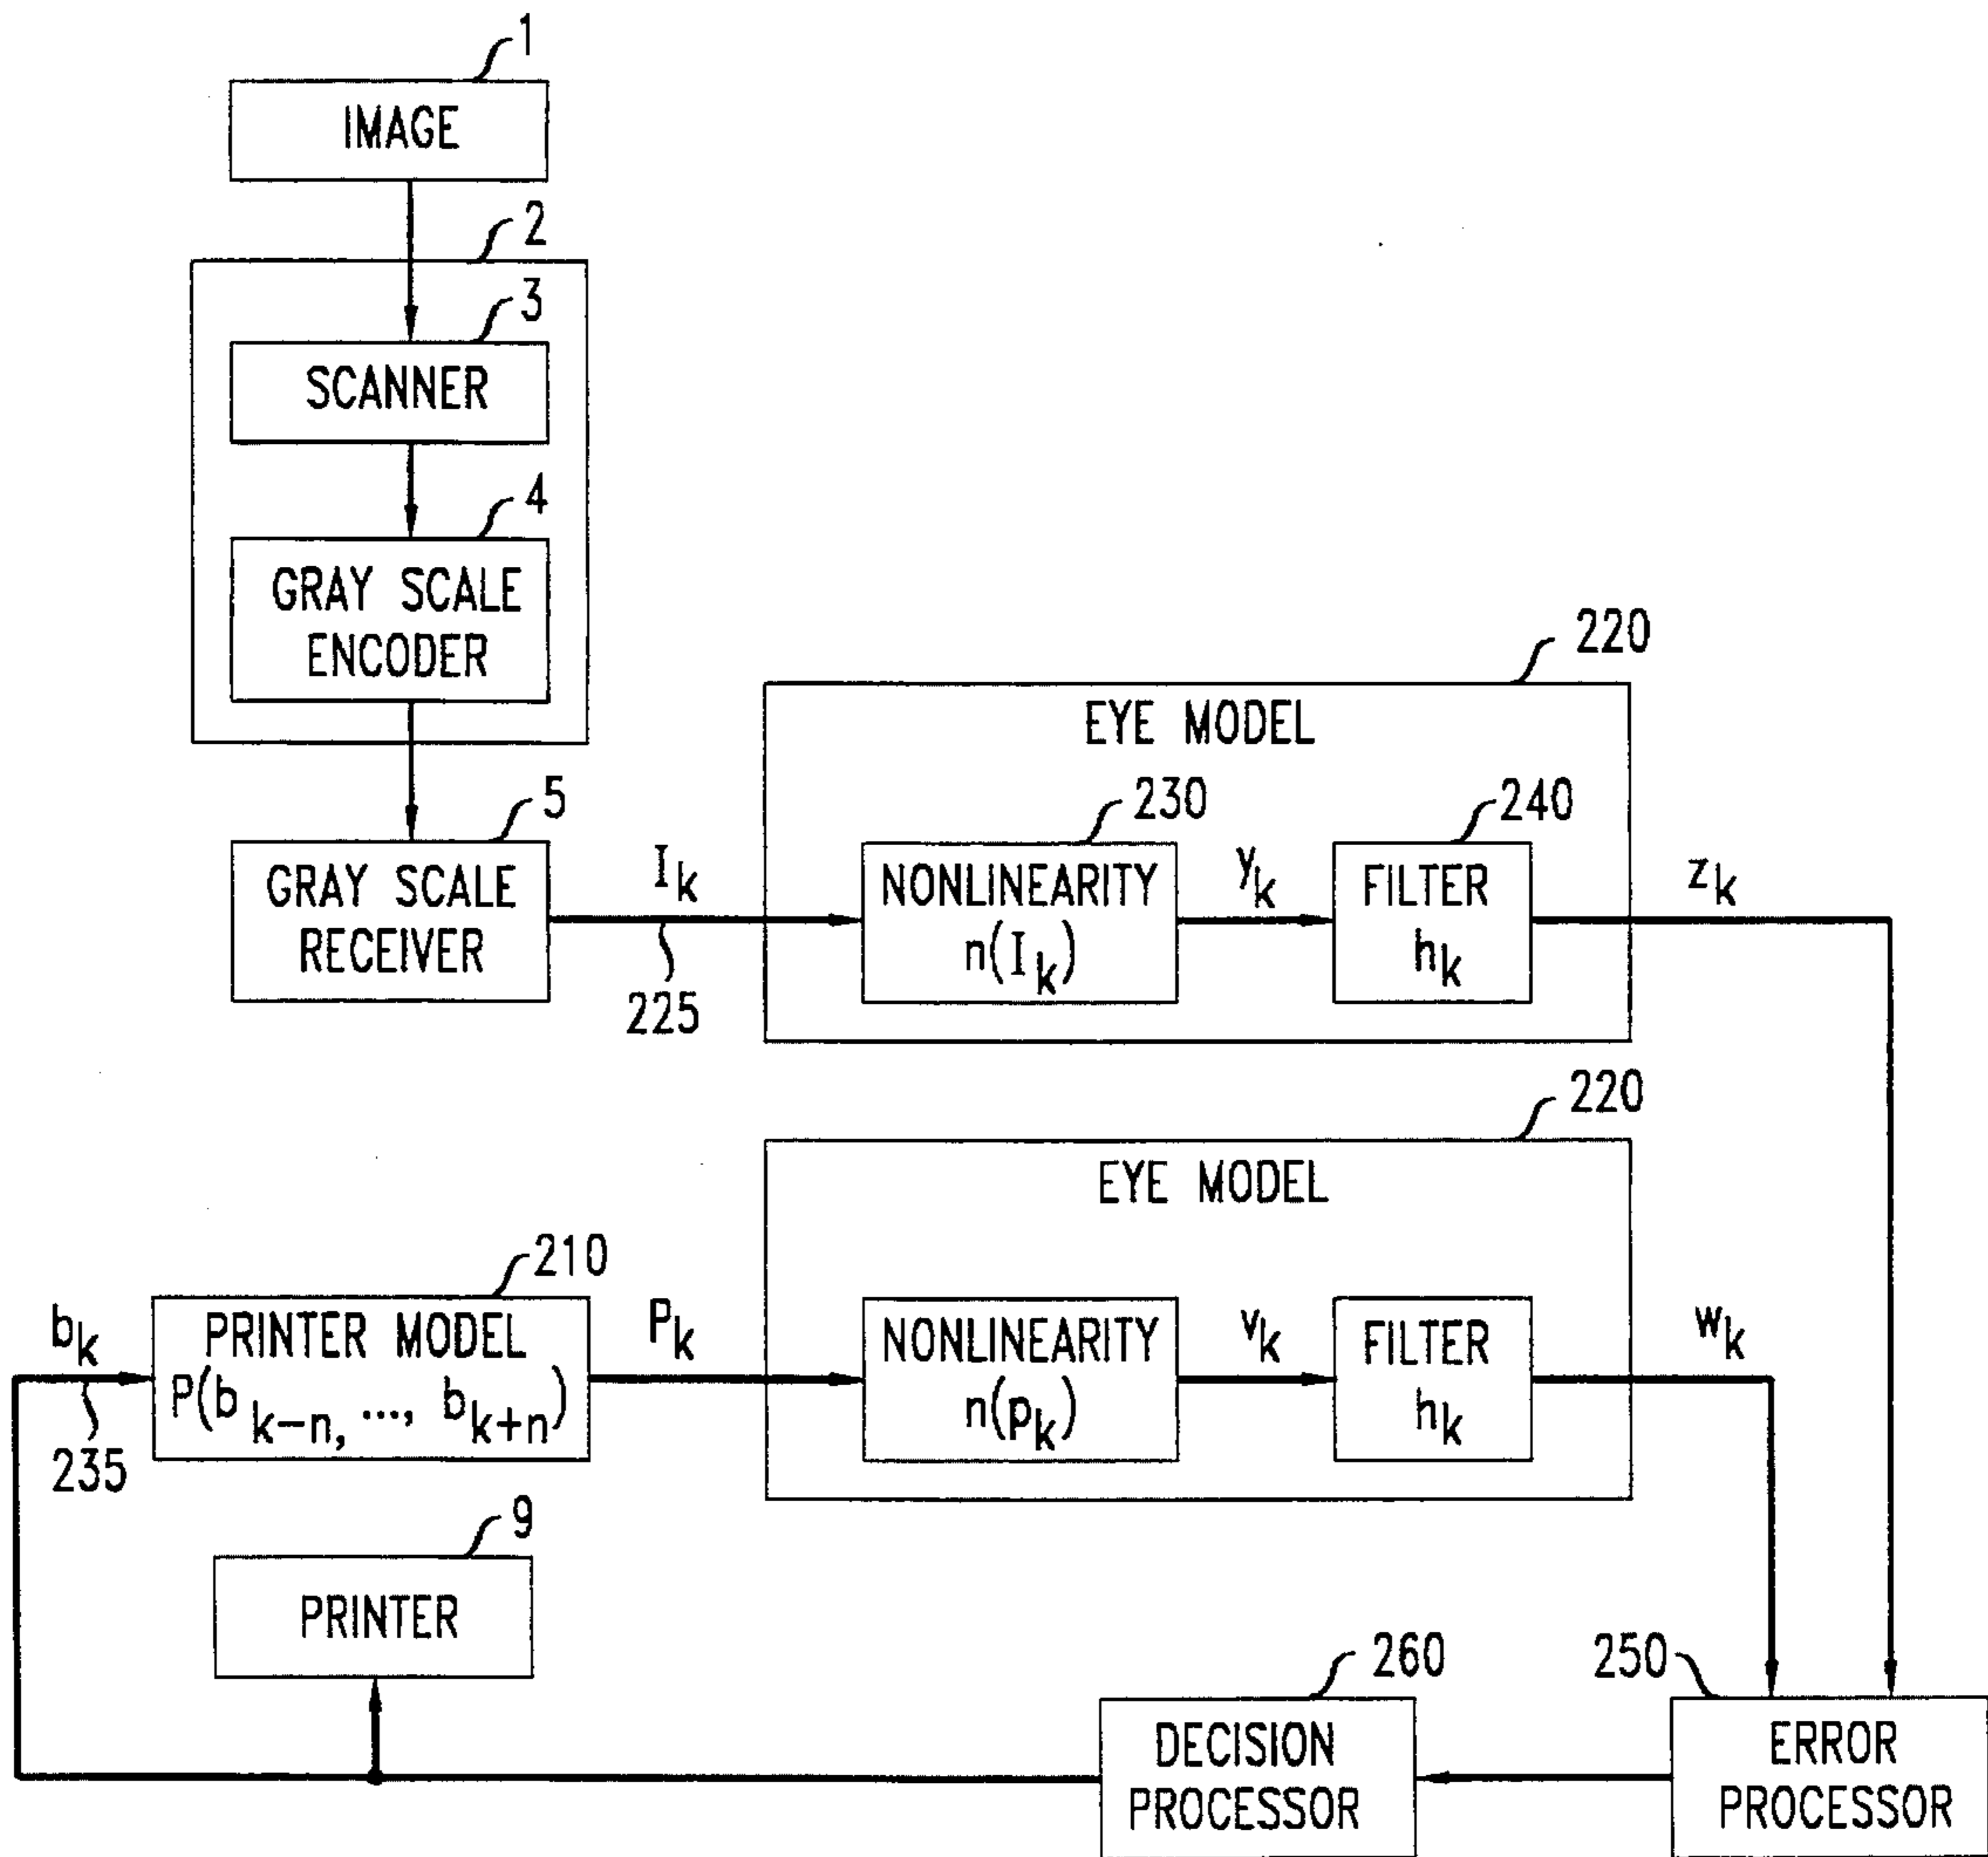 1
IMAGE
2
3
SCANNER
4
GRAY SCALE
ENCODER
5
GRAY SCALE
RECEIVER
I_k
225
220
EYE MODEL
230
NONLINEARITY
n(I_k)
y_k
240
FILTER
h_k
z_k
220
EYE MODEL
b_k
235
210
PRINTER MODEL
P(b_{k-n}, ..., b_{k+n})
P_k
NONLINEARITY
n(p_k)
v_k
FILTER
h_k
w_k
9
PRINTER
260
DECISION
PROCESSOR
250
ERROR
PROCESSOR